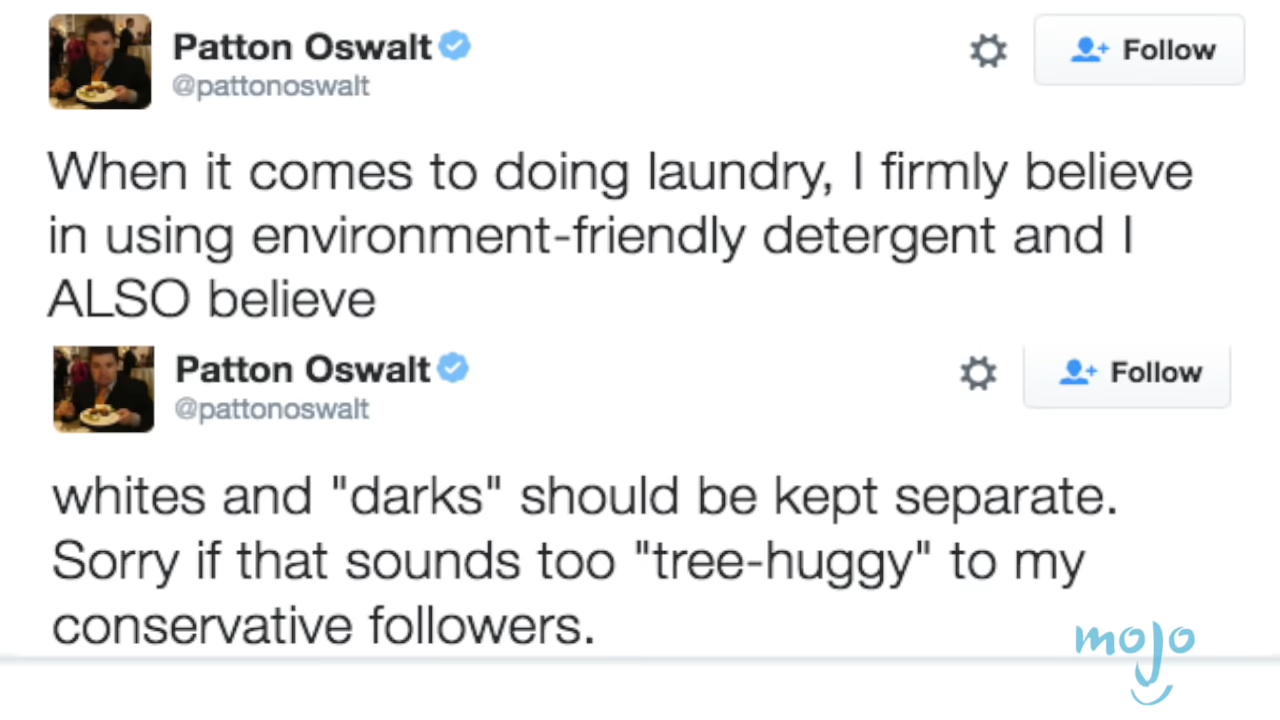 Patton Oswalt
@pattonoswalt
Follow
When it comes to doing laundry, I firmly believe
in using environment-friendly detergent and I
ALSO believe
Patton Oswalt
@pattonoswalt
Follow
whites and "darks" should be kept separate.
Sorry if that sounds too "tree-huggy" to my
conservative followers.
mojo